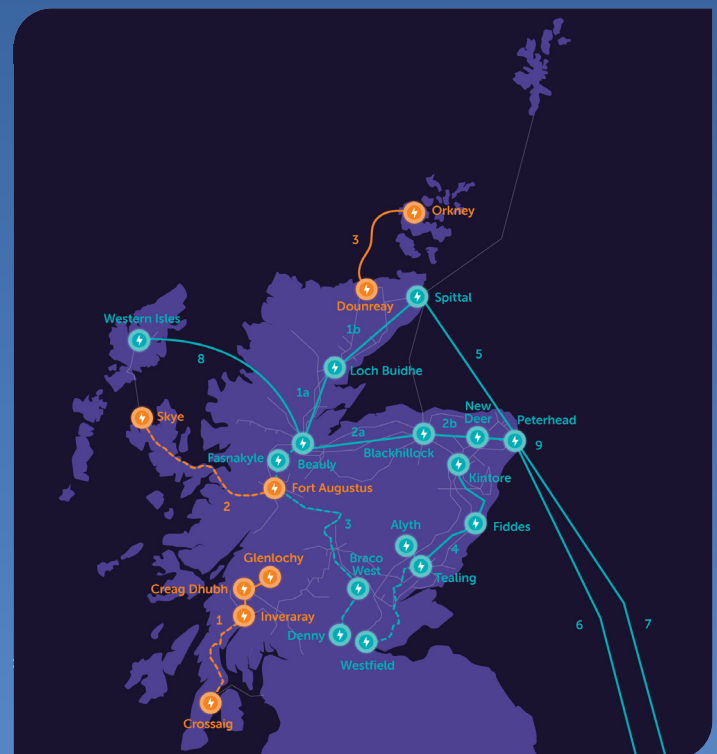 Orkney
3
Dounreay
Spittal
Western Isles
1b
5
8
Loch Buidhe
1a
Skye
New
Deer
Peterhead
2a
2b
9
Blackhillock
Fasnakyle
Beauly
Kintore
Fort Augustus
2
3
Alyth
Fiddes
4
Glenlochy
Braco
West
Tealing
Creag Dhubh
1
Inveraray
6
7
Denny
Westfield
Crossaig